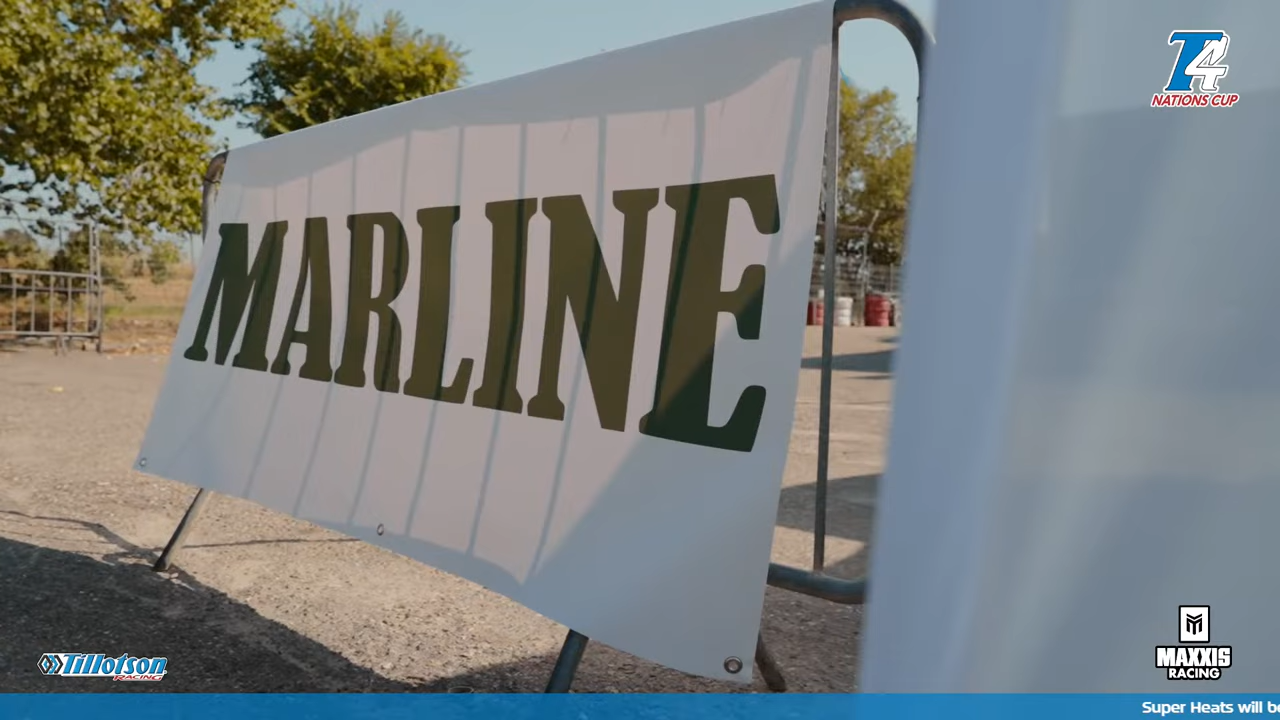 T4
NATIONS CUP
MARLINE
Tillotson
RACING
MAXXIS
RACING
Super Heats will be